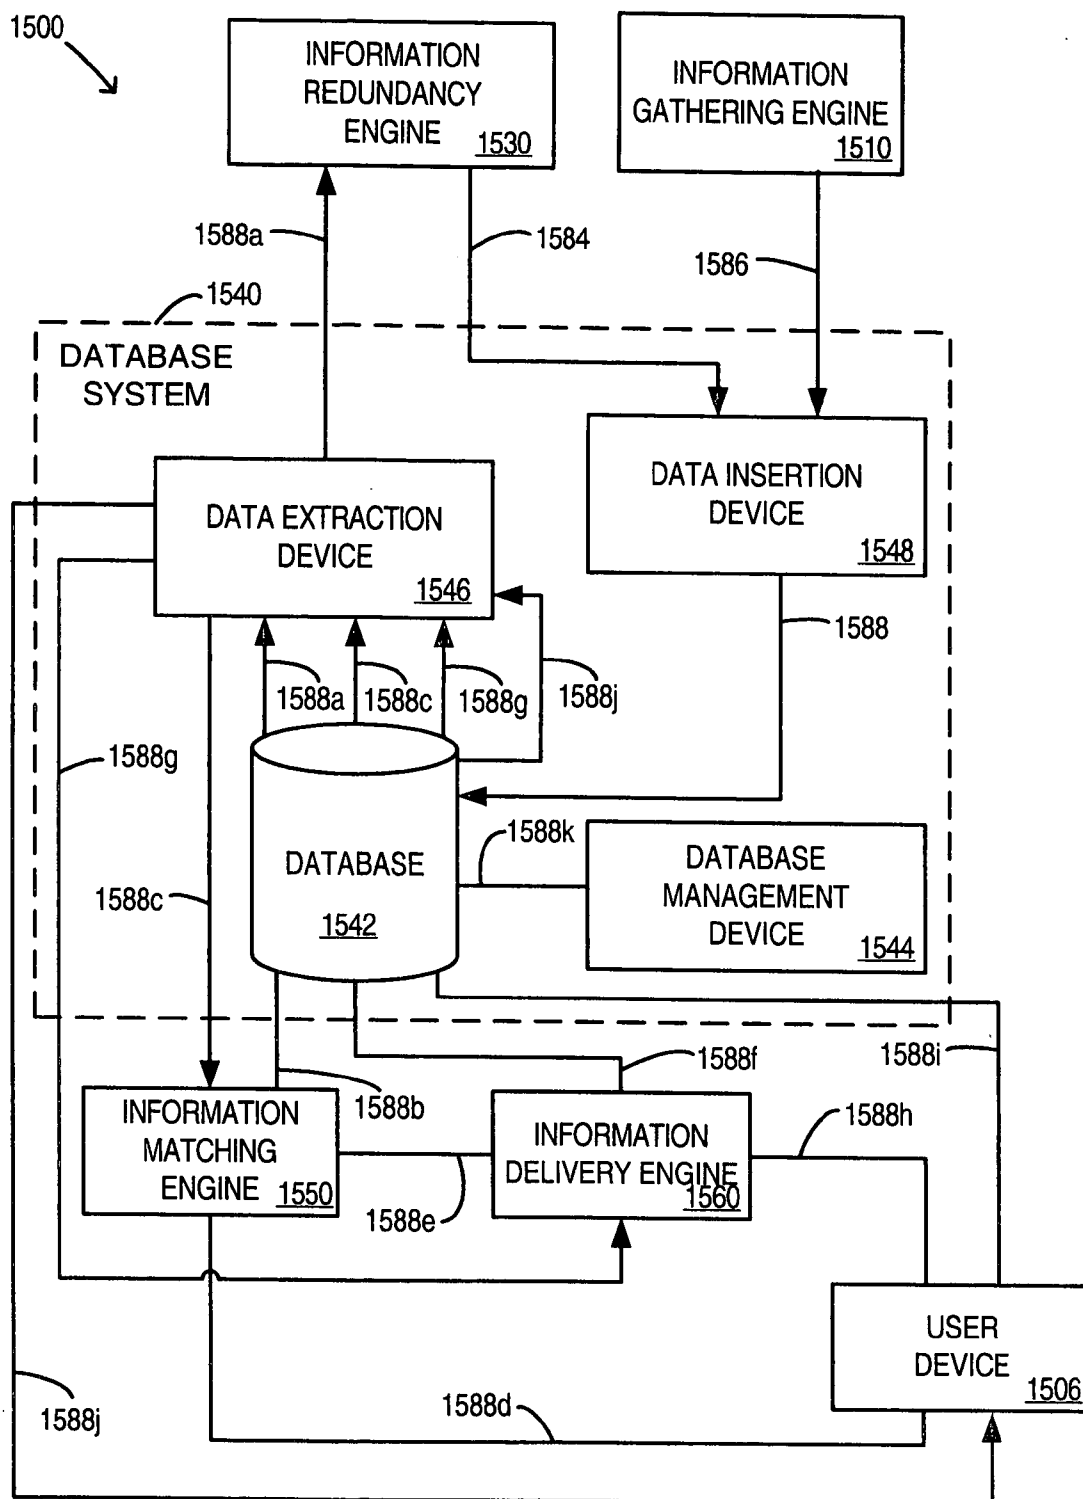 1500
INFORMATION
REDUNDANCY
ENGINE
1530
INFORMATION
GATHERING ENGINE
1510
1588a
1584
1586
1540
DATABASE
SYSTEM
DATA EXTRACTION
DEVICE
1546
DATA INSERTION
DEVICE
1548
1588
1588a
1588c
1588g
1588j
1588g
1588k
DATABASE
1542
DATABASE
MANAGEMENT
DEVICE
1544
1588c
1588b
1588f
1588i
INFORMATION
MATCHING
ENGINE
1550
1588e
INFORMATION
DELIVERY ENGINE
1560
1588h
USER
DEVICE
1506
1588j
1588d